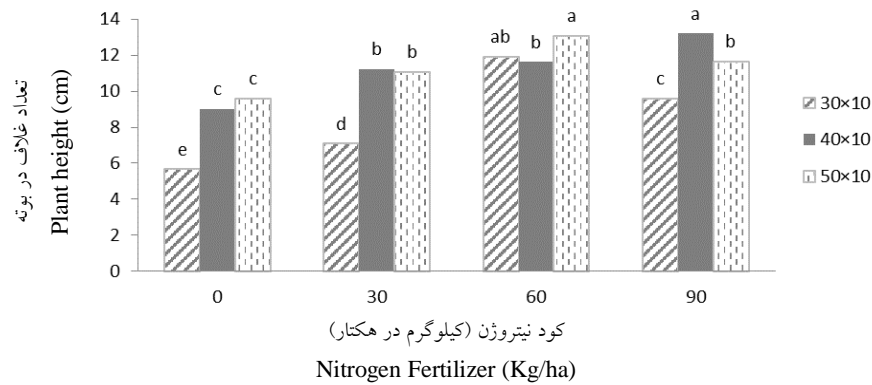 تعداد غلاف در بوته
Plant height (cm)
14
12
10
8
6
4
2
0
e
c
c
d
b
b
ab
b
a
c
a
b
0
30
60
90
30×10
40×10
50×10
کود نیتروژن (کیلوگرم در هکتار)
Nitrogen Fertilizer (Kg/ha)